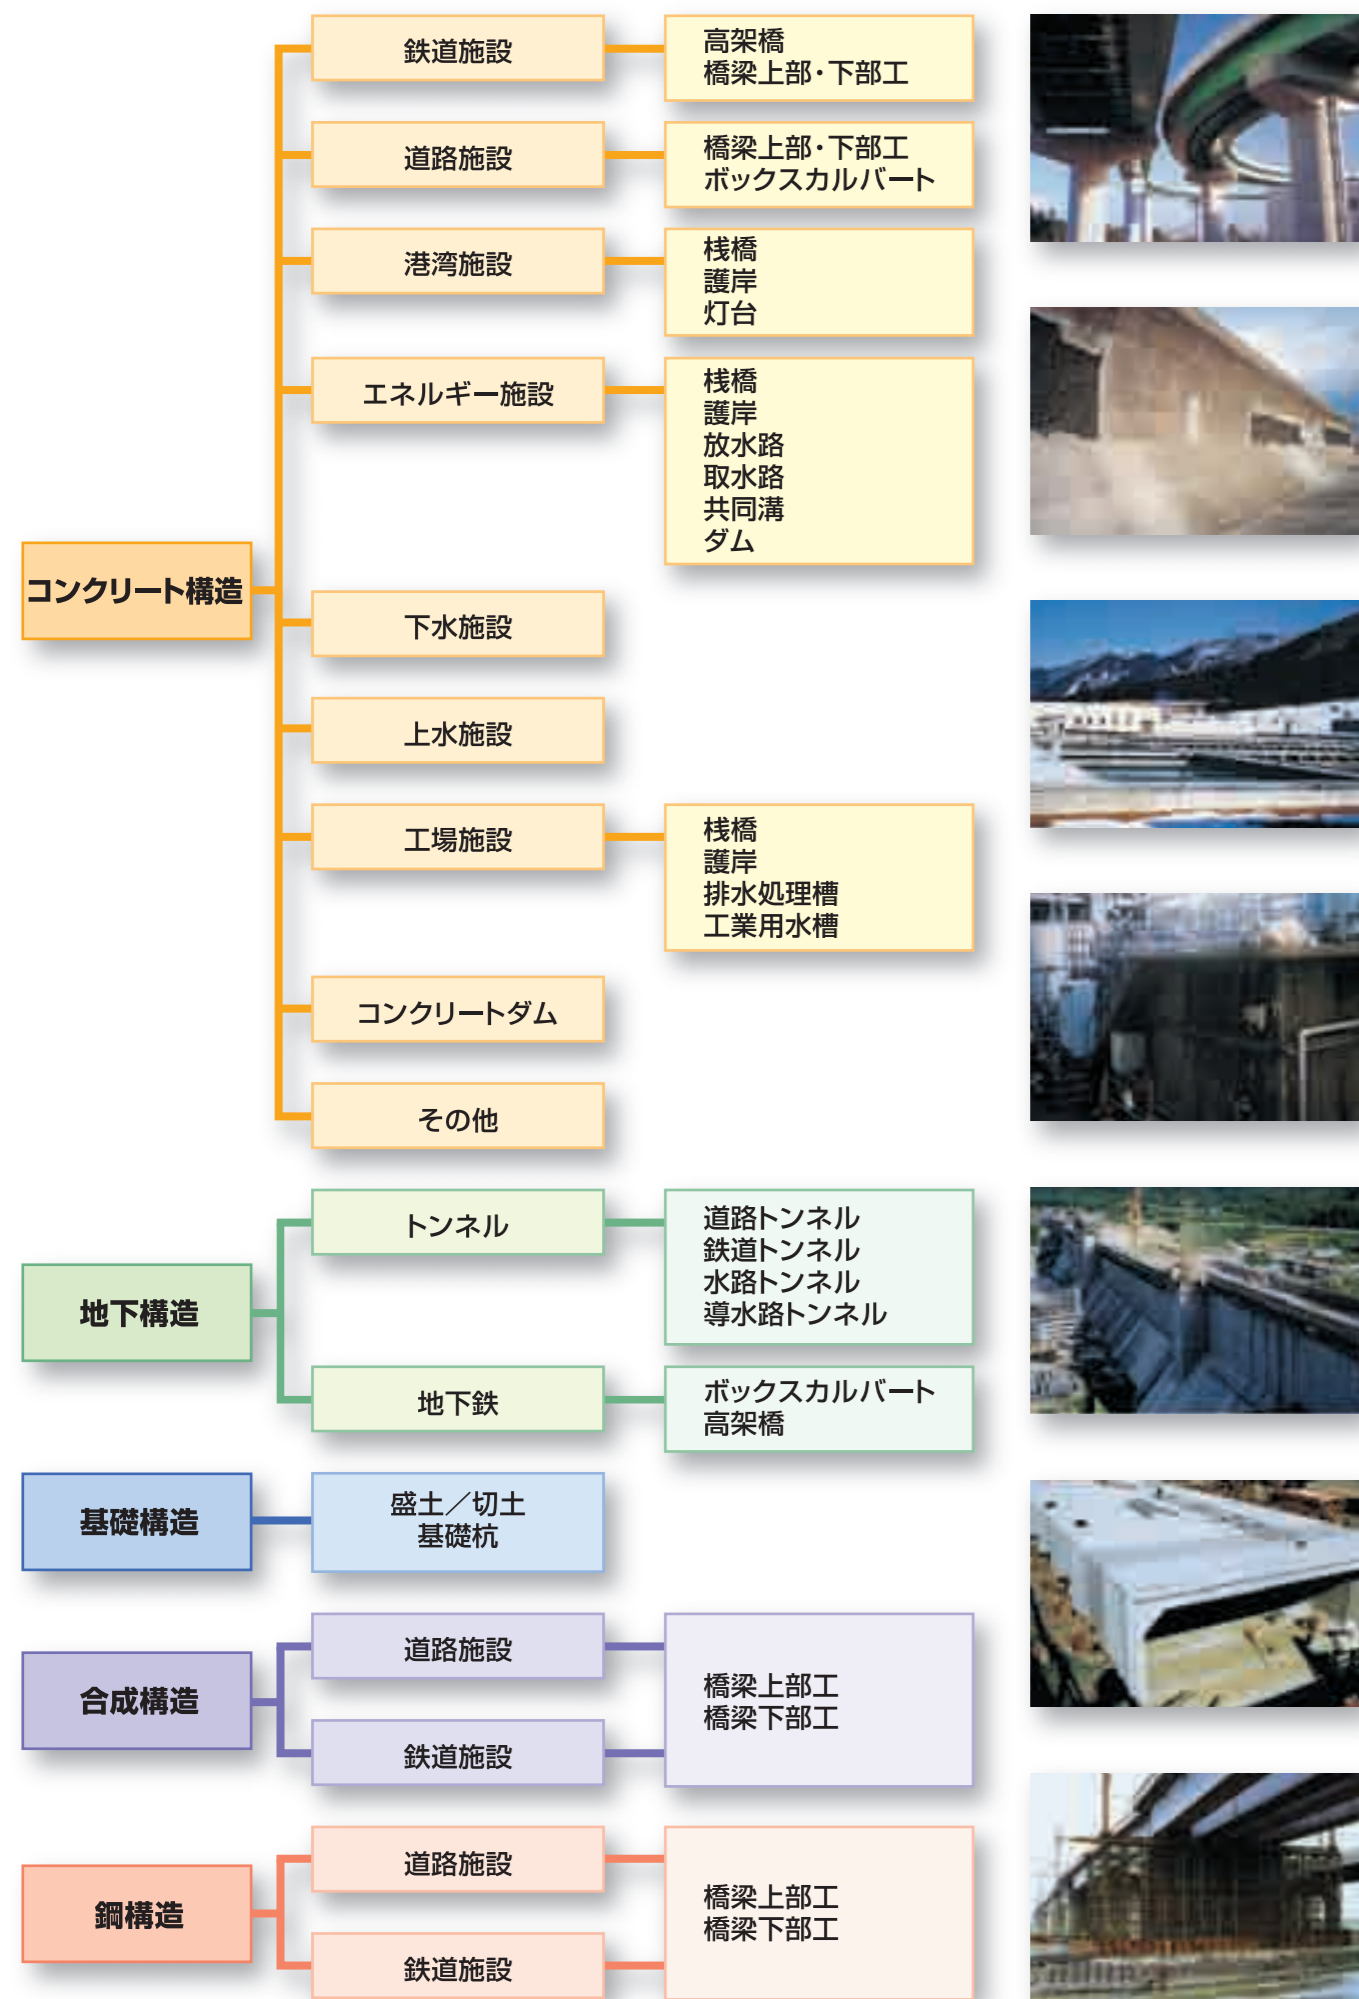 鉄道施設
高架橋
橋梁上部・下部工
道路施設
橋梁上部・下部工
ボックスカルバート
港湾施設
桟橋
護岸
灯台
エネルギー施設
桟橋
護岸
放水路
取水路
共同溝
ダム
コンクリート構造
下水施設
上水施設
工場施設
桟橋
護岸
排水処理槽
工業用水槽
コンクリートダム
その他
トンネル
道路トンネル
鉄道トンネル
水路トンネル
導水路トンネル
地下構造
地下鉄
ボックスカルバート
高架橋
基礎構造
盛土／切土
基礎杭
合成構造
道路施設
鉄道施設
橋梁上部工
橋梁下部工
鋼構造
道路施設
鉄道施設
橋梁上部工
橋梁下部工